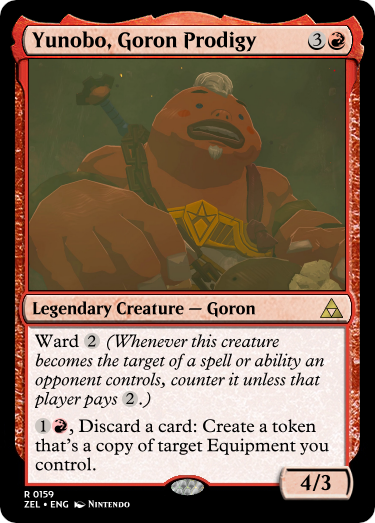 Yunobo, Goron Prodigy 3
Legendary Creature — Goron
Ward 2 (Whenever this creature
becomes the target of a spell or ability an
opponent controls, counter it unless that
player pays 2.)
1, Discard a card: Create a token
that's a copy of target Equipment you
control.
4/3
R 0159
ZEL • ENG Nintendo